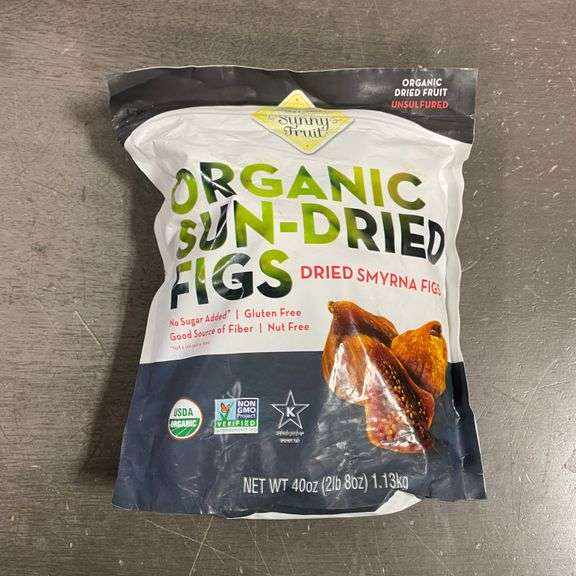 ORGANIC
DRIED FRUIT
UNSULFURED
Sunny
Fruit
ORGANIC
SUN-DRIED
FIGS
DRIED SMYRNA FIGS
No Sugar Added* | Gluten Free
Good Source of Fiber | Nut Free
USDA
ORGANIC
NON
GMO
Project
VERIFIED
K
NET WT 40oz (2lb 8oz) 1.13kg